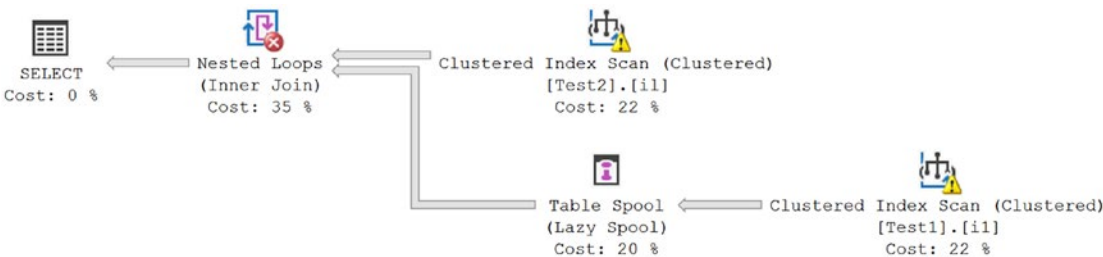 SELECT
Cost: 0 %
Nested Loops
(Inner Join)
Cost: 35 %
Clustered Index Scan (Clustered)
[Test2].[i1]
Cost: 22 %
Table Spool
(Lazy Spool)
Cost: 20 %
Clustered Index Scan (Clustered)
[Test1].[i1]
Cost: 22 %